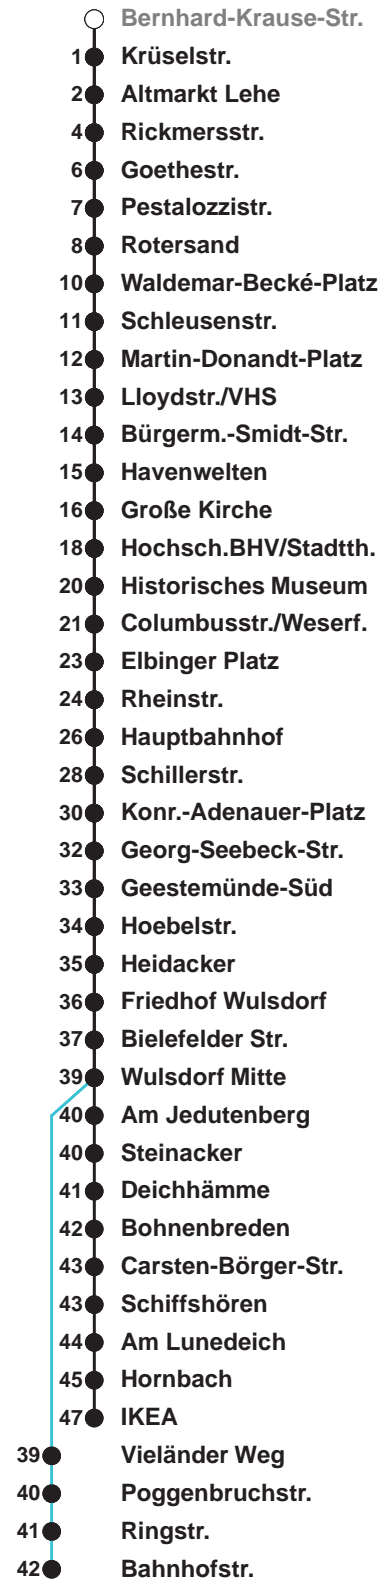 Bernhard-Krause-Str.
1 Krüselstr.
2 Altmarkt Lehe
4 Rickmersstr.
6 Goethestr.
7 Pestalozzistr.
8 Rotersand
10 Waldemar-Becké-Platz
11 Schleusenstr.
12 Martin-Donandt-Platz
13 Lloydstr./VHS
14 Bürgerm.-Smidt-Str.
15 Havenwelten
16 Große Kirche
18 Hochsch.BHV/Stadtth.
20 Historisches Museum
21 Columbusstr./Weserf.
23 Elbinger Platz
24 Rheinstr.
26 Hauptbahnhof
28 Schillerstr.
30 Konr.-Adenauer-Platz
32 Georg-Seebeck-Str.
33 Geestemünde-Süd
34 Hoebelstr.
35 Heidacker
36 Friedhof Wulsdorf
37 Bielefelder Str.
39 Wulsdorf Mitte
40 Am Jedutenberg
40 Steinacker
41 Deichhämme
42 Bohnenbreden
43 Carsten-Börger-Str.
43 Schiffshören
44 Am Lunedeich
45 Hornbach
47 IKEA
39 Vieländer Weg
40 Poggenbruchstr.
41 Ringstr.
42 Bahnhofstr.